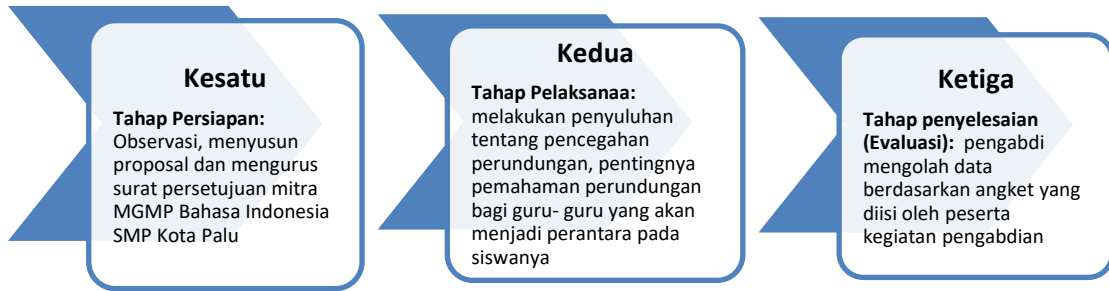 Kesatu
Tahap Persiapan:
Observasi, menyusun
proposal dan mengurus
surat persetujuan mitra
MGMP Bahasa Indonesia
SMP Kota Palu
Kedua
Tahap Pelaksanaa:
melakukan penyuluhan
tentang pencegahan
perundungan, pentingnya
pemahaman perundungan
bagi guru- guru yang akan
menjadi perantara pada
siswanya
Ketiga
Tahap penyelesaian
(Evaluasi): pengabdi
mengolah data
berdasarkan angket yang
diisi oleh peserta
kegiatan pengabdian